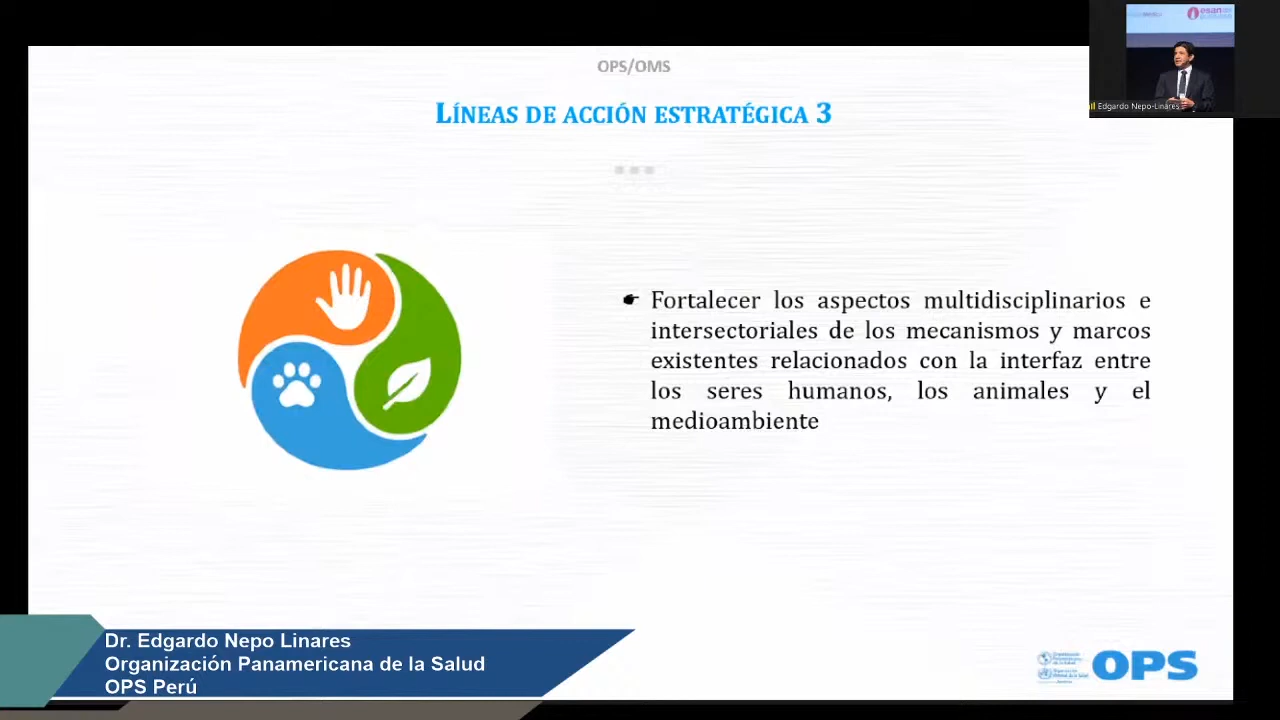 esan
Edgardo Nepo-Linares
OPS/OMS
LÍNEAS DE ACCIÓN ESTRATÉGICA 3
Fortalecer los aspectos multidisciplinarios e
intersectoriales de los mecanismos y marcos
existentes relacionados con la interfaz entre
los seres humanos, los animales y el
medioambiente
Dr. Edgardo Nepo Linares
Organización Panamericana de la Salud
OPS Perú
OPS